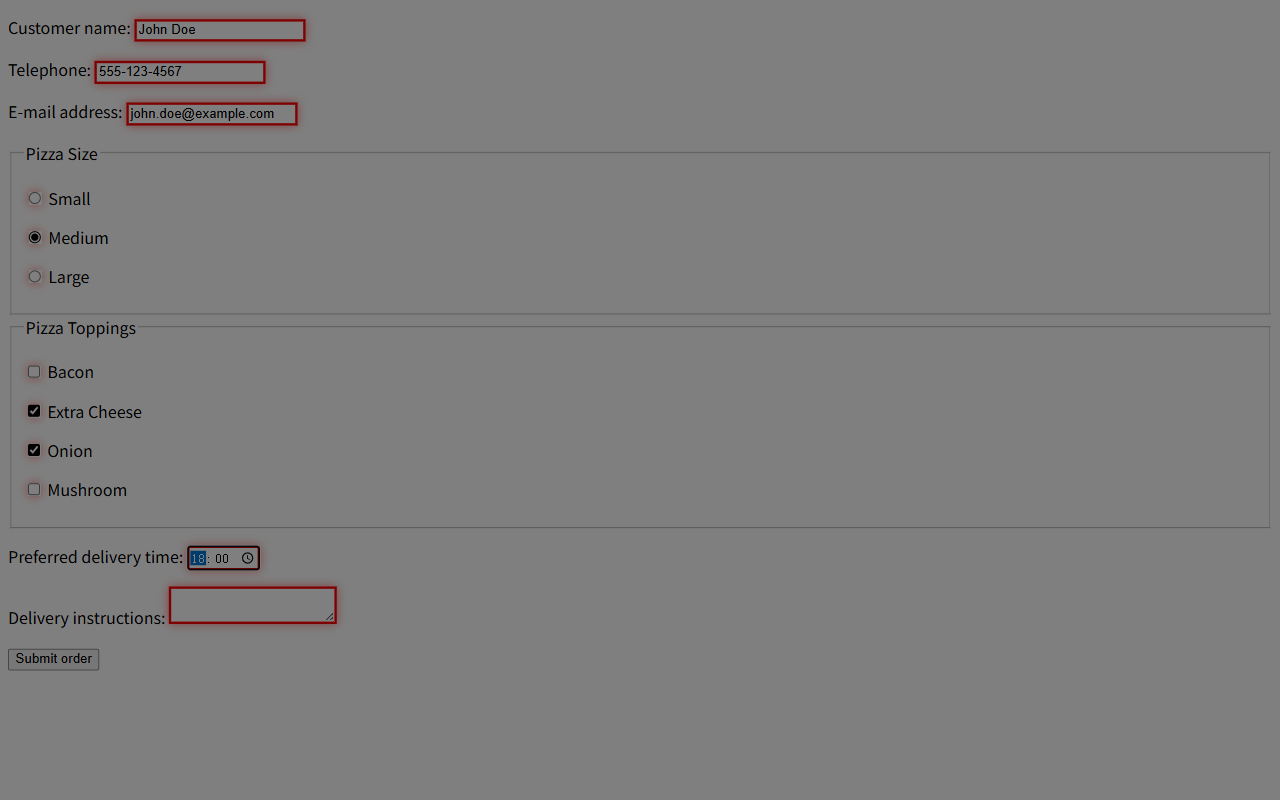 Customer name: John Doe
Telephone: 555-123-4567
E-mail address: john.doe@example.com
Pizza Size
Small
Medium
Large
Pizza Toppings
Bacon
Extra Cheese
Onion
Mushroom
Preferred delivery time: 18:00
Delivery instructions:
Submit order